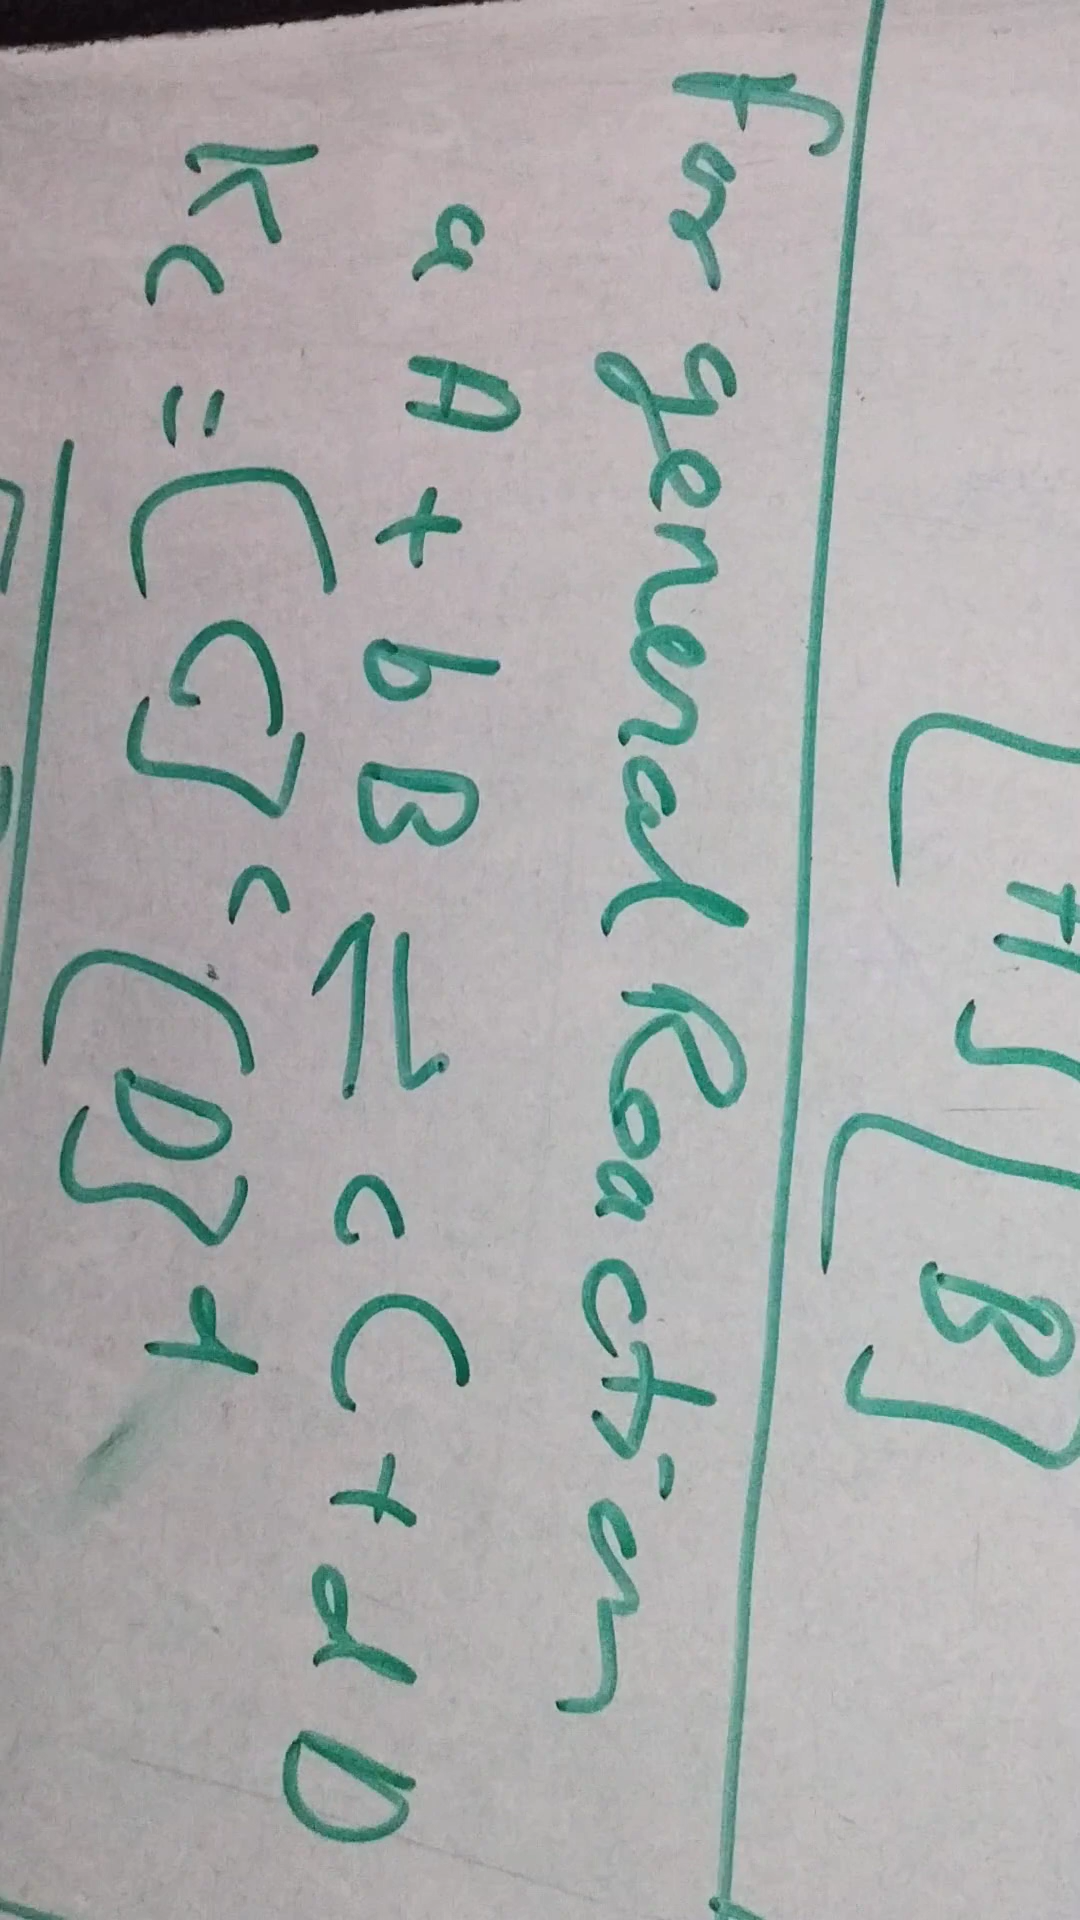 [A] [B]
for general Reaction
aA + bB ⇌ cC + dD
Kc = [C]c [D]d